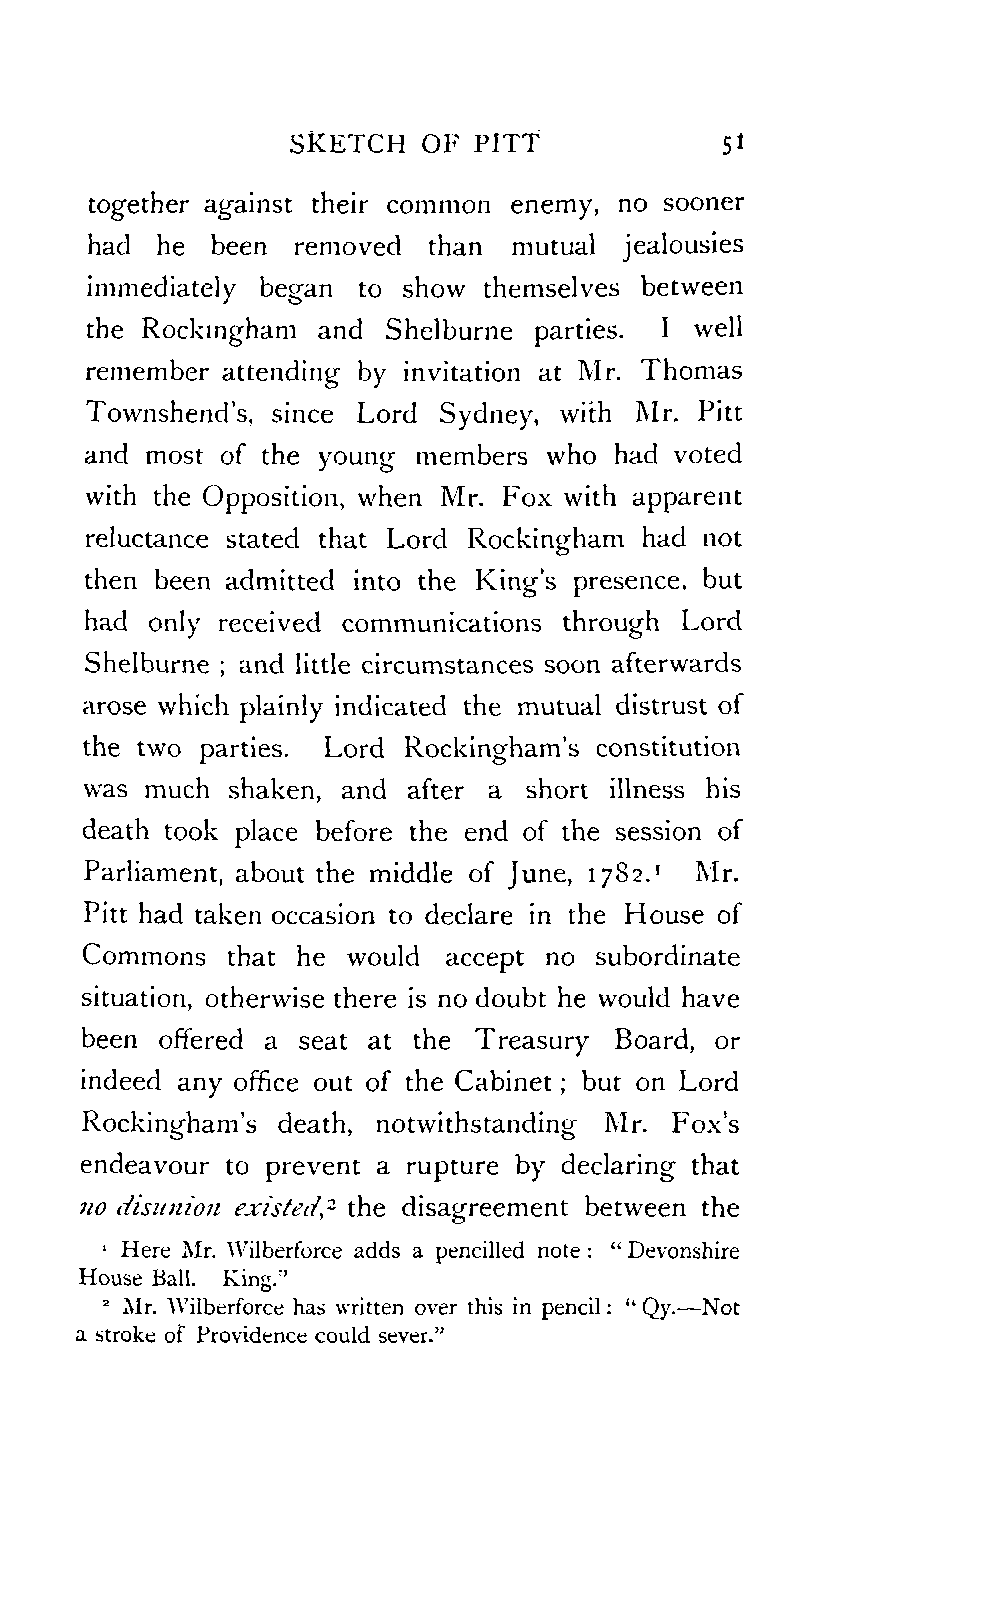 SKETCH OF PITT 51
together against their common enemy, no sooner
had he been removed than mutual jealousies
immediately began to show themselves between
the Rockingham and Shelburne parties. I well
remember attending by invitation at Mr. Thomas
Townshend's, since Lord Sydney, with Mr. Pitt
and most of the young members who had voted
with the Opposition, when Mr. Fox with apparent
reluctance stated that Lord Rockingham had not
then been admitted into the King's presence, but
had only received communications through Lord
Shelburne ; and little circumstances soon afterwards
arose which plainly indicated the mutual distrust of
the two parties. Lord Rockingham's constitution
was much shaken, and after a short illness his
death took place before the end of the session of
Parliament, about the middle of June, 1782.¹ Mr.
Pitt had taken occasion to declare in the House of
Commons that he would accept no subordinate
situation, otherwise there is no doubt he would have
been offered a seat at the Treasury Board, or
indeed any office out of the Cabinet ; but on Lord
Rockingham's death, notwithstanding Mr. Fox's
endeavour to prevent a rupture by declaring that
no disunion existed,² the disagreement between the
¹ Here Mr. Wilberforce adds a pencilled note : "Devonshire
House Ball. King."
² Mr. Wilberforce has written over this in pencil : "Qy.—Not
a stroke of Providence could sever."